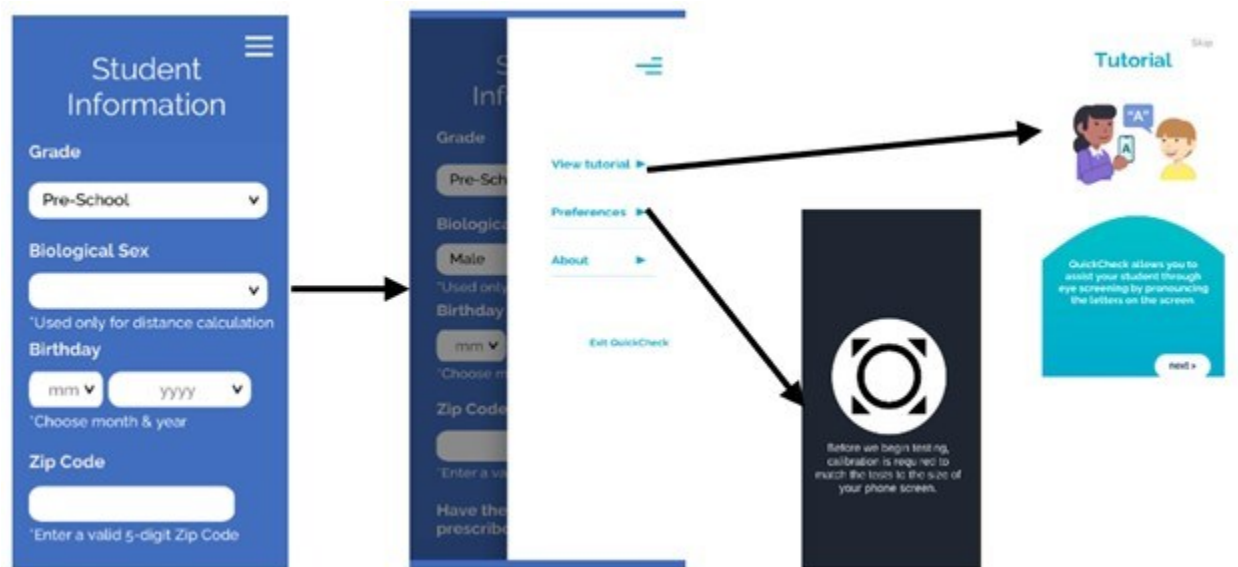 Student
Information
Grade
Pre-School
Biological Sex
*Used only for distance calculation
Birthday
mm
yyyy
*Choose month & year
Zip Code
*Enter a valid 5-digit Zip Code
S
Inf
Grade
Pre-Sch
Biologica
Male
*Used only
Birthday
mm
*Choose m
Zip Code
*Enter a va
Have the
prescribe
View tutorial
Preferences
About
Exit QuickCheck
Before we begin testing,
calibration is required to
match the tests to the size of
your phone screen.
Skip
Tutorial
"A"
A
QuickCheck allows you to
assist your student through
eye screening by pronouncing
the letters on the screen
next >